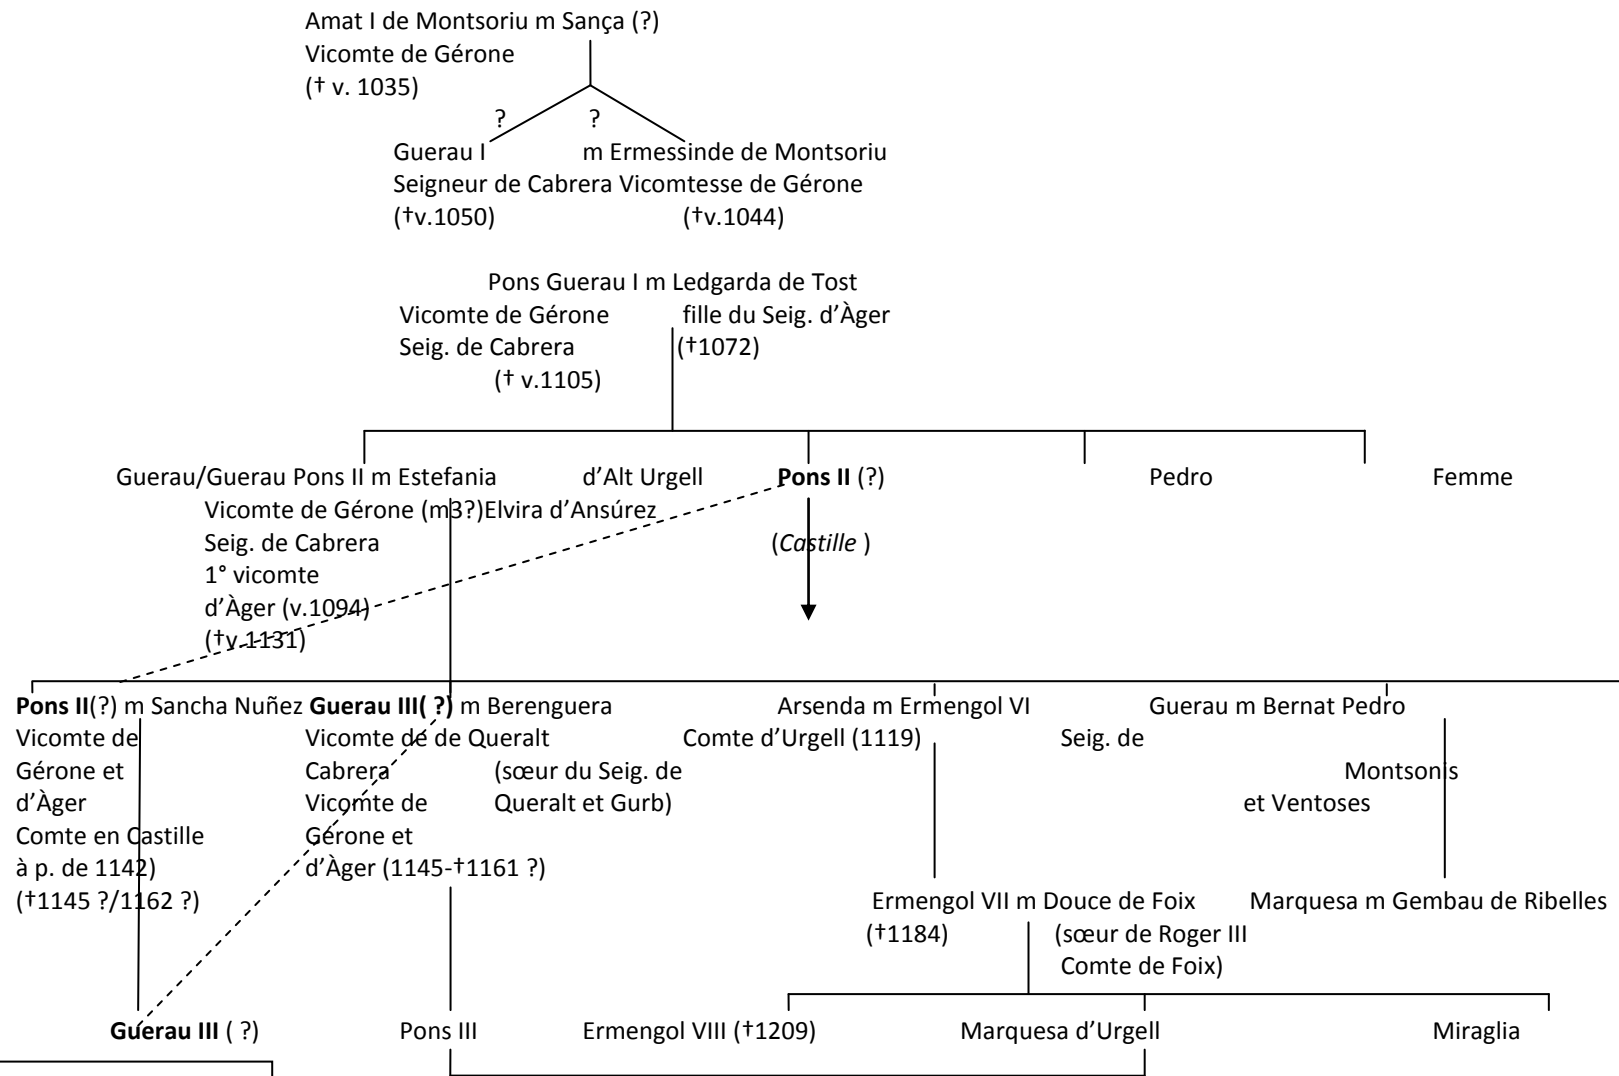 Amat I de Montsoriu m Sança (?)
Vicomte de Gérone
(† v. 1035)
? ?
Guerau I m Ermessinde de Montsoriu
Seigneur de Cabrera Vicomtesse de Gérone
(†v.1050) (†v.1044)
Pons Guerau I m Ledgarda de Tost
Vicomte de Gérone fille du Seig. d’Àger
Seig. de Cabrera (†1072)
(† v.1105)
Guerau/Guerau Pons II m Estefania d’Alt Urgell Pons II (?) Pedro Femme
Vicomte de Gérone (m3?)Elvira d’Ansúrez
Seig. de Cabrera (Castille )
1° vicomte
d’Àger (v.1094)
(†v.1131)
Pons II(?) m Sancha Nuñez Guerau III( ?) m Berenguera Arsenda m Ermengol VI Guerau m Bernat Pedro
Vicomte de Vicomte de de Queralt Comte d’Urgell (1119) Seig. de
Gérone et Cabrera (sœur du Seig. de Montsonis
d’Àger Vicomte de Queralt et Gurb) et Ventoses
Comte en Castille Gérone et
à p. de 1142) d’Àger (1145-†1161 ?)
(†1145 ?/1162 ?) Ermengol VII m Douce de Foix Marquesa m Gembau de Ribelles
(†1184) (sœur de Roger III
Comte de Foix)
Guerau III ( ?) Pons III Ermengol VIII (†1209) Marquesa d’Urgell Miraglia